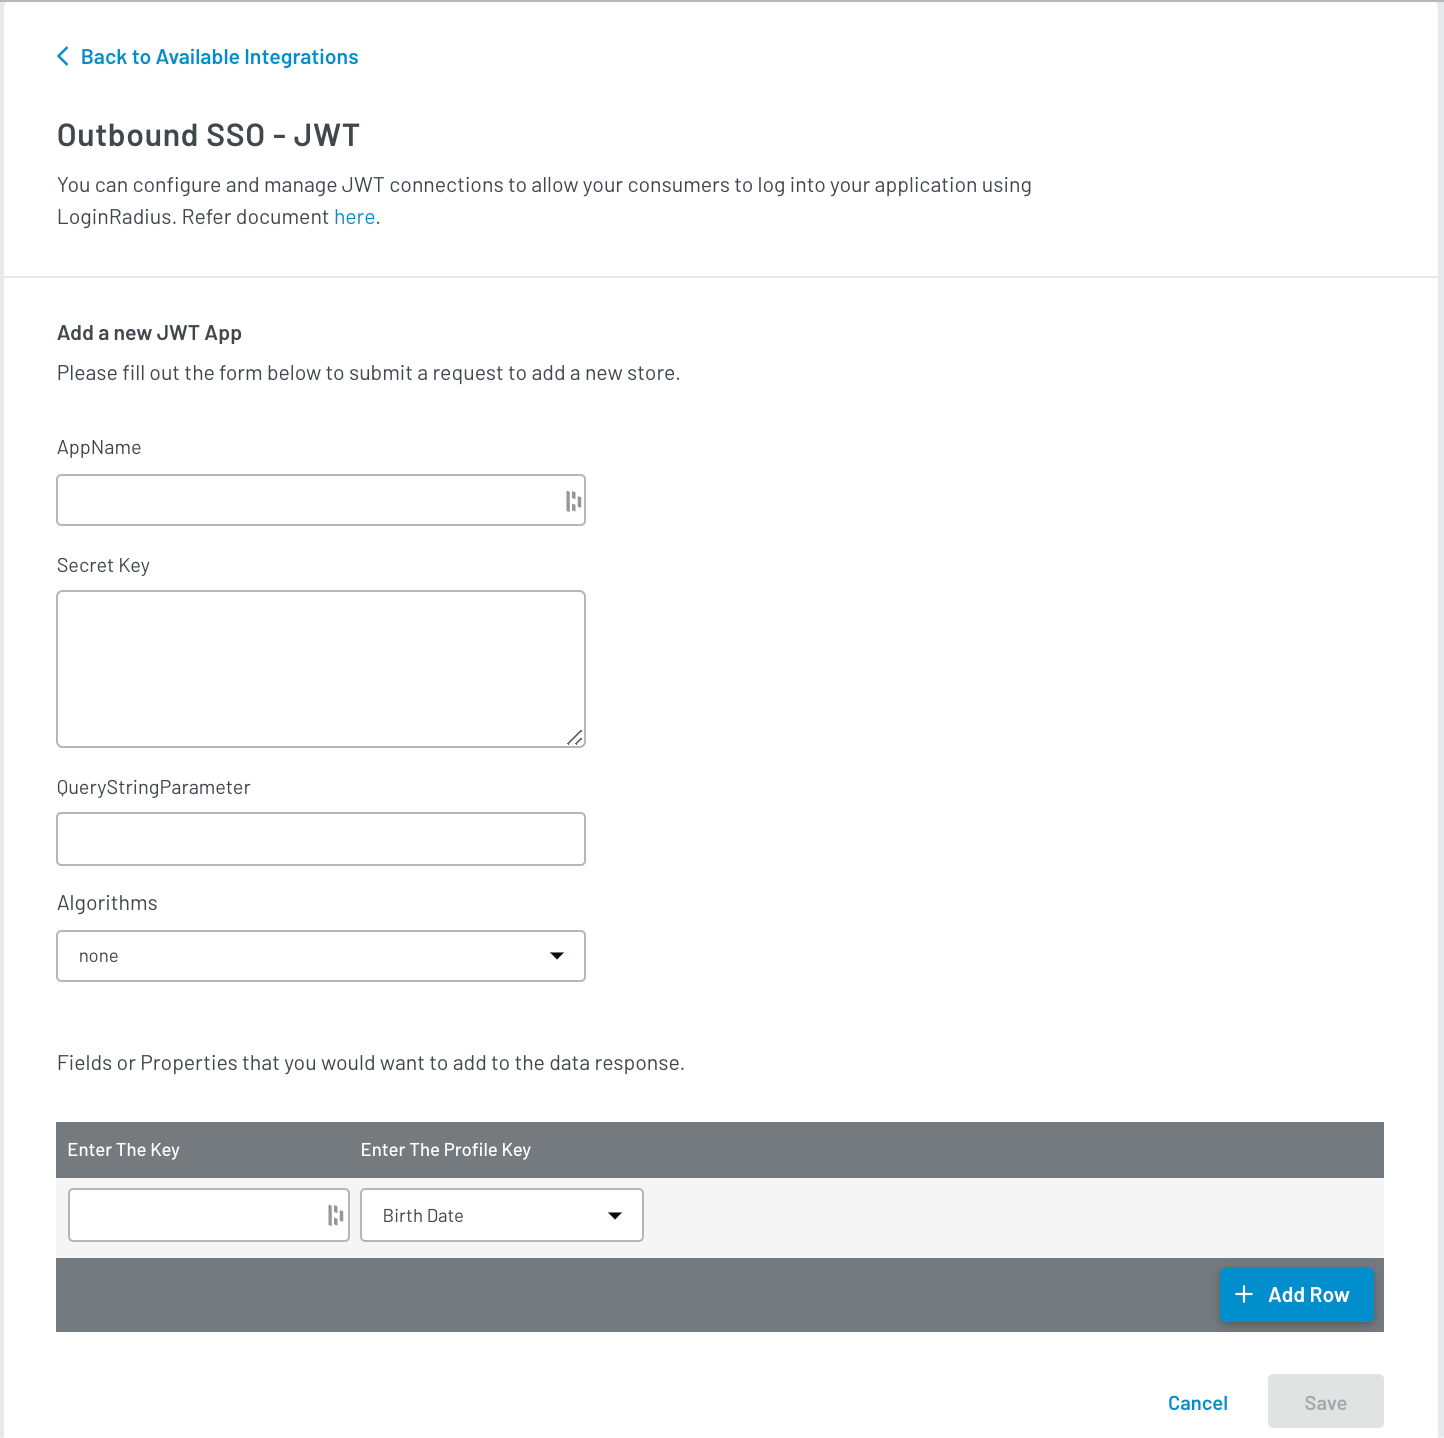 Back to Available Integrations
Outbound SSO - JWT
You can configure and manage JWT connections to allow your consumers to log into your application using
LoginRadius. Refer document here.
Add a new JWT App
Please fill out the form below to submit a request to add a new store.
AppName
Secret Key
QueryStringParameter
Algorithms
none
Fields or Properties that you would want to add to the data response.
Enter The Key Enter The Profile Key
Birth Date
+ Add Row
Cancel Save